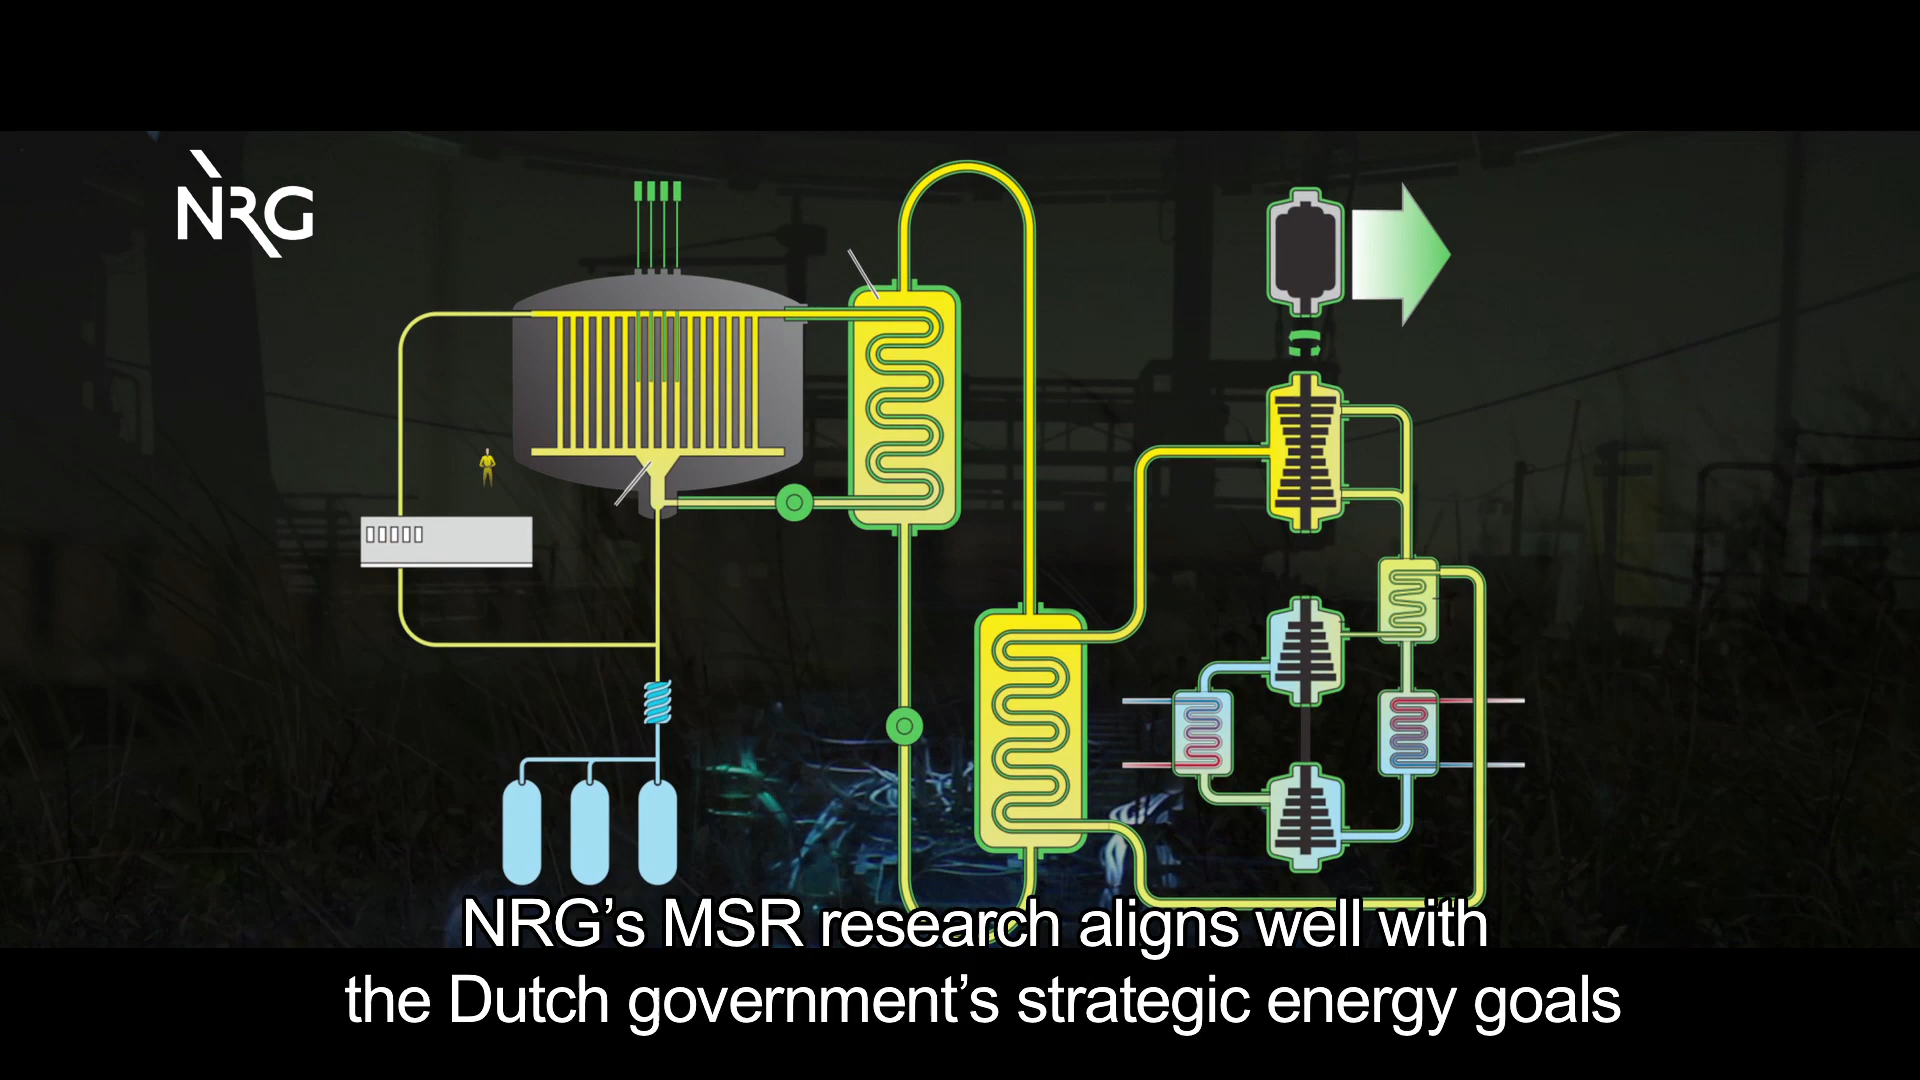 NRG
NRG’s MSR research aligns well with
the Dutch government’s strategic energy goals